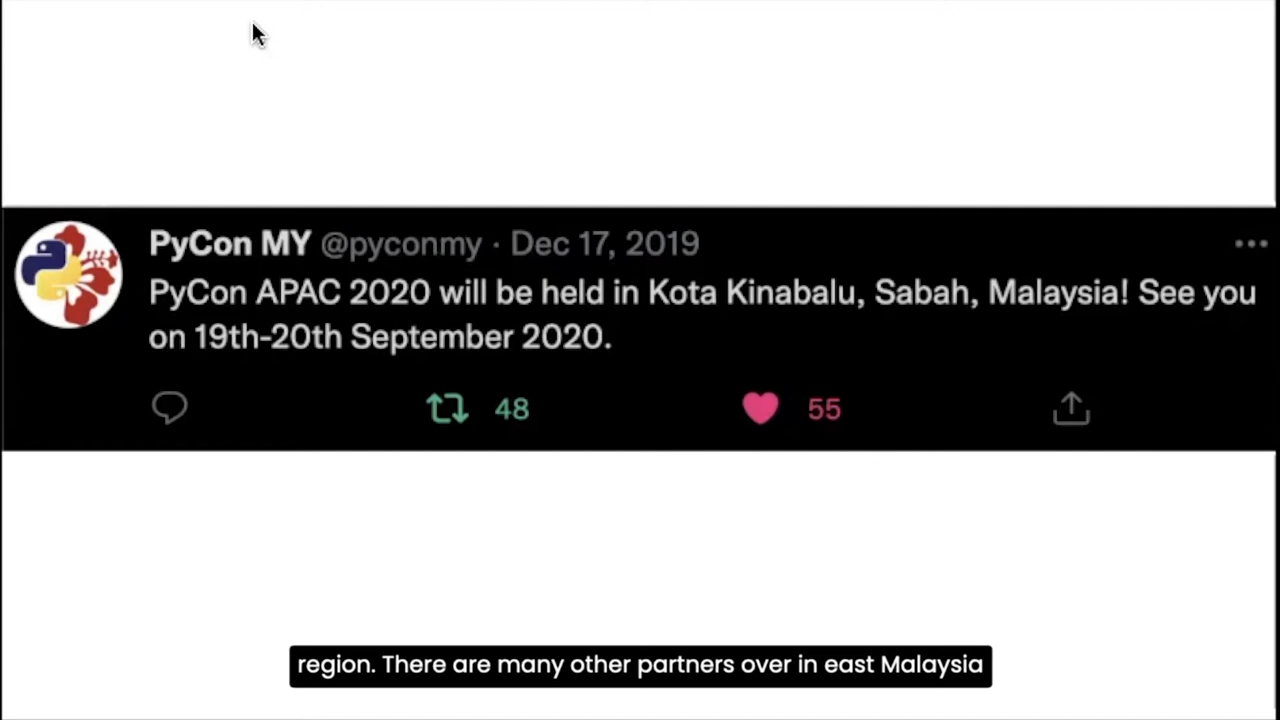 PyCon MY @pyconmy · Dec 17, 2019
PyCon APAC 2020 will be held in Kota Kinabalu, Sabah, Malaysia! See you
on 19th-20th September 2020.
48 55
region. There are many other partners over in east Malaysia